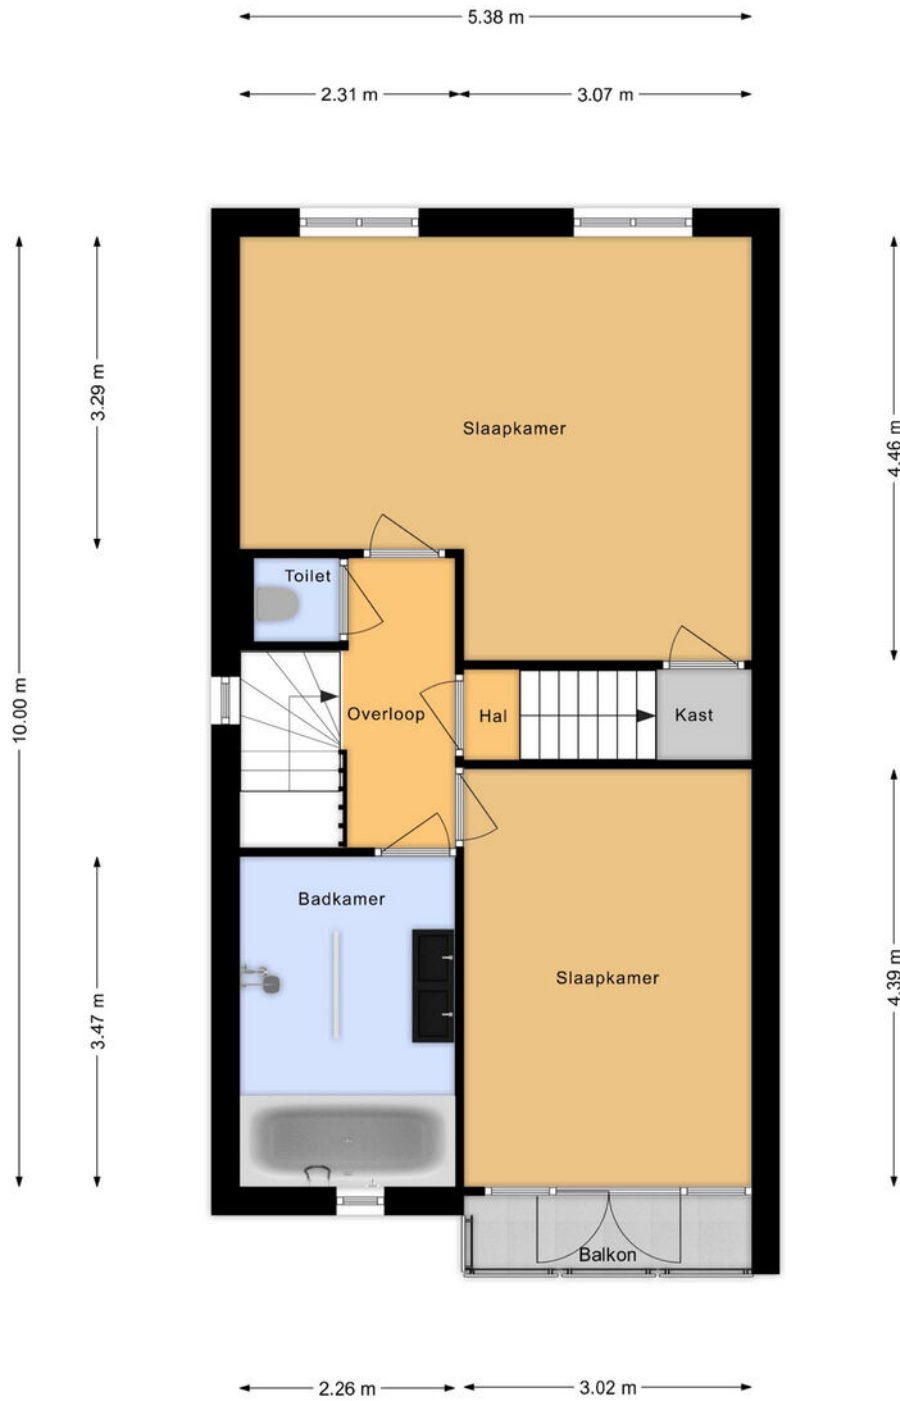 5.38 m
2.31 m
3.07 m
3.29 m
4.46 m
10.00 m
Slaapkamer
Toilet
Overloop
Hal
Kast
Badkamer
Slaapkamer
3.47 m
4.39 m
Balkon
2.26 m
3.02 m